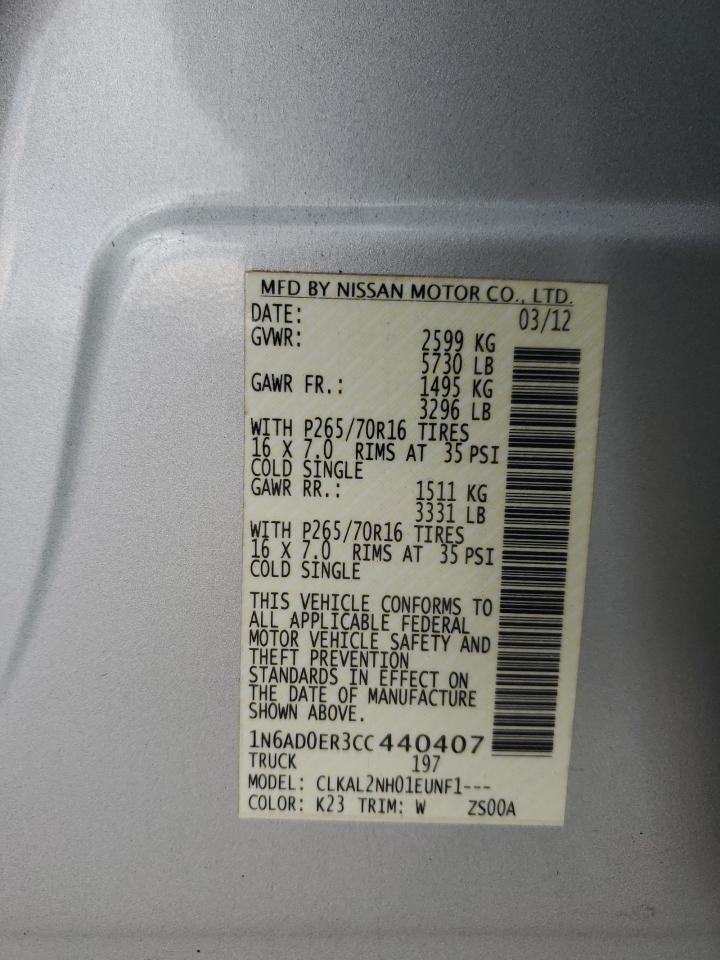 MFD BY NISSAN MOTOR CO., LTD.
DATE: 03/12
GVWR: 2599 KG
5730 LB
GAWR FR.: 1495 KG
3296 LB
WITH P265/70R16 TIRES
16 X 7.0 RIMS AT 35 PSI
COLD SINGLE
GAWR RR.: 1511 KG
3331 LB
WITH P265/70R16 TIRES
16 X 7.0 RIMS AT 35 PSI
COLD SINGLE
THIS VEHICLE CONFORMS TO
ALL APPLICABLE FEDERAL
MOTOR VEHICLE SAFETY AND
THEFT PREVENTION
STANDARDS IN EFFECT ON
THE DATE OF MANUFACTURE
SHOWN ABOVE.
1N6AD0ER3CC440407
TRUCK 197
MODEL: CLKAL2NH01EUNF1---
COLOR: K23 TRIM: W ZS00A